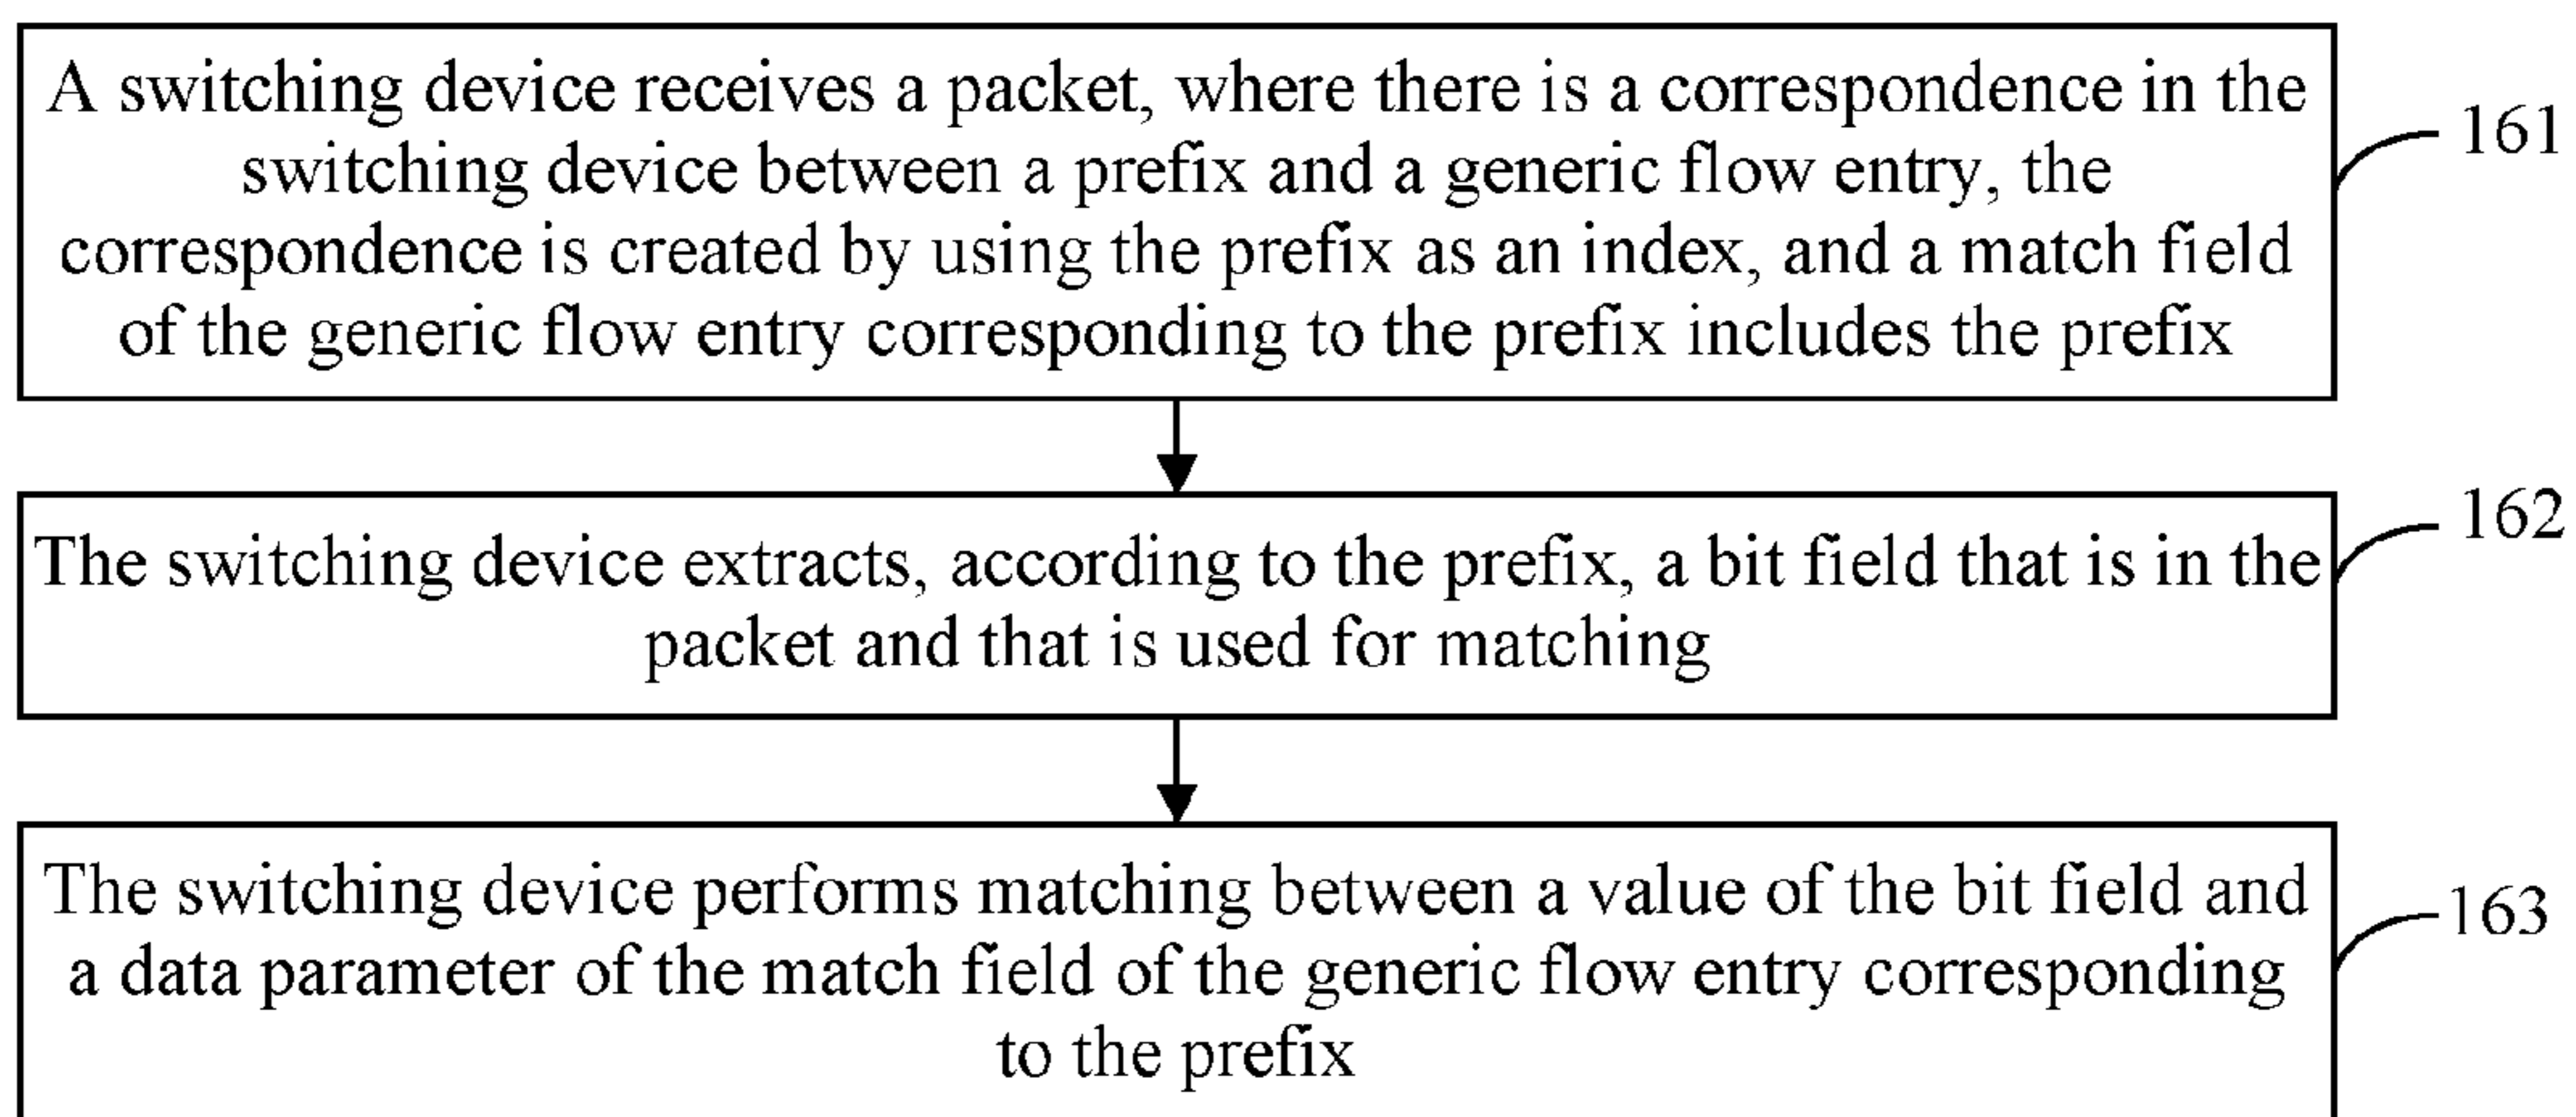 A switching device receives a packet, where there is a correspondence in the
switching device between a prefix and a generic flow entry, the
correspondence is created by using the prefix as an index, and a match field
of the generic flow entry corresponding to the prefix includes the prefix
161
The switching device extracts, according to the prefix, a bit field that is in the
packet and that is used for matching
162
The switching device performs matching between a value of the bit field and
a data parameter of the match field of the generic flow entry corresponding
to the prefix
163